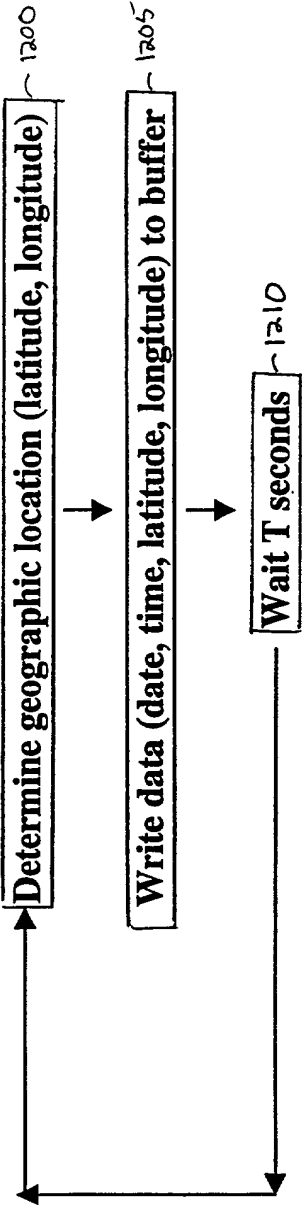 Determine geographic location (latitude, longitude) 1200
Write data (date, time, latitude, longitude) to buffer 1205
Wait T seconds 1210